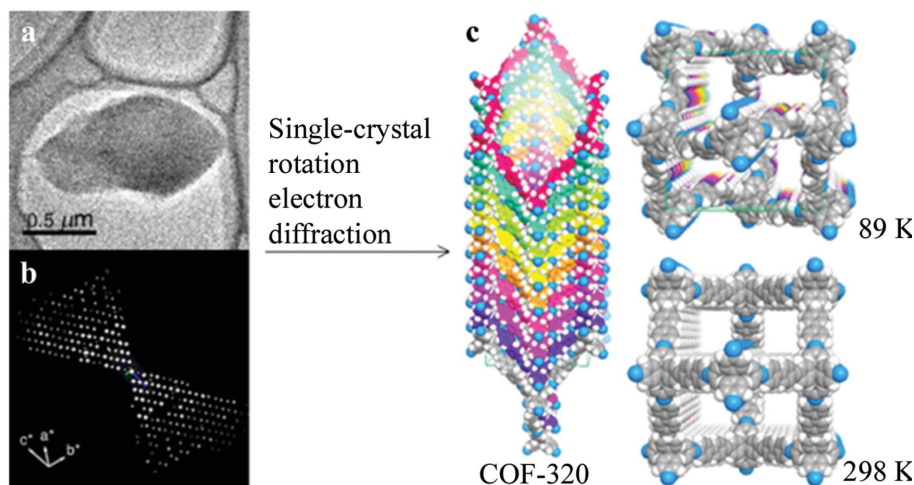 a
0.5 μm
b
c*
a*
b*
Single-crystal
rotation
electron
diffraction
c
COF-320
89 K
298 K